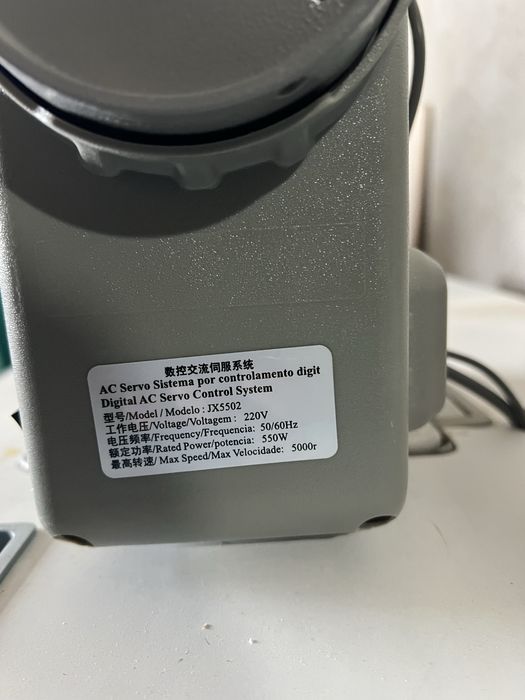 数控交流伺服系统
AC Servo Sistema por controlamento digit
Digital AC Servo Control System
型号/Model / Modelo : JX5502
工作电压/Voltage/Voltagem : 220V
电压频率/Frequency/Frequencia: 50/60Hz
额定功率/Rated Power/potencia: 550W
最高转速/ Max Speed/Max Velocidade: 5000r